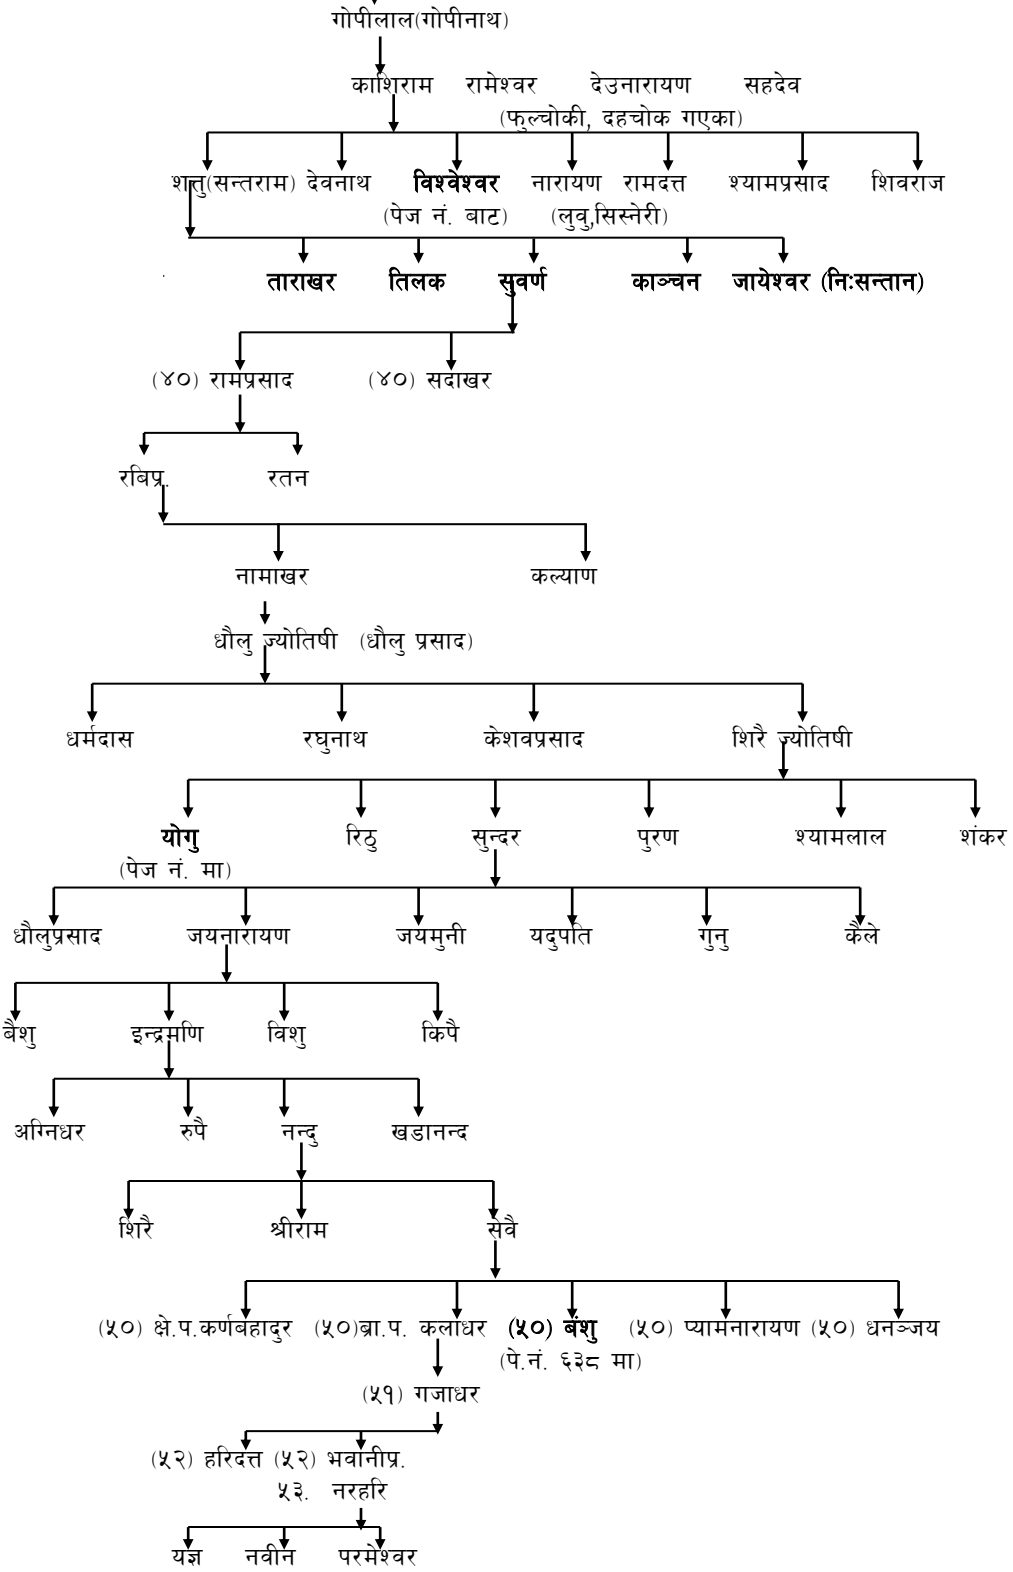 गोपीलाल(गोपीनाथ)
काशिराम रामेश्वर देउनारायण सहदेव
(फुल्चोकी, दहचोक गएका)
शत्तु(सन्तराम) देवनाथ विश्वेश्वर नारायण रामदत्त श्यामप्रसाद शिवराज
(पेज नं. बाट) (लुवु,सिस्नेरी)
ताराखर तिलक सुवर्ण काञ्चन जायेश्वर (निःसन्तान)
(४०) रामप्रसाद (४०) सदाखर
रबिप्र. रतन
नामाखर कल्याण
धौलु ज्योतिषी (धौलु प्रसाद)
धर्मदास रघुनाथ केशवप्रसाद शिरै ज्योतिषी
योगु रिठु सुन्दर पुरण श्यामलाल शंकर
(पेज नं. मा)
धौलुप्रसाद जयनारायण जयमुनी यदुपति गुनु कैले
बैशु इन्द्रमणि विशु किपै
अग्निधर रुपै नन्दु खडानन्द
शिरै श्रीराम सेवै
(५०) क्षे.प.कर्णबहादुर (५०)ब्रा.प. कलाधर (५०) बंशु (५०) प्यामनारायण (५०) धनञ्जय
(पे.नं. ६३८ मा)
(५१) गजाधर
(५२) हरिदत्त (५२) भवानीप्र.
५३. नरहरि
यज्ञ नवीन परमेश्वर